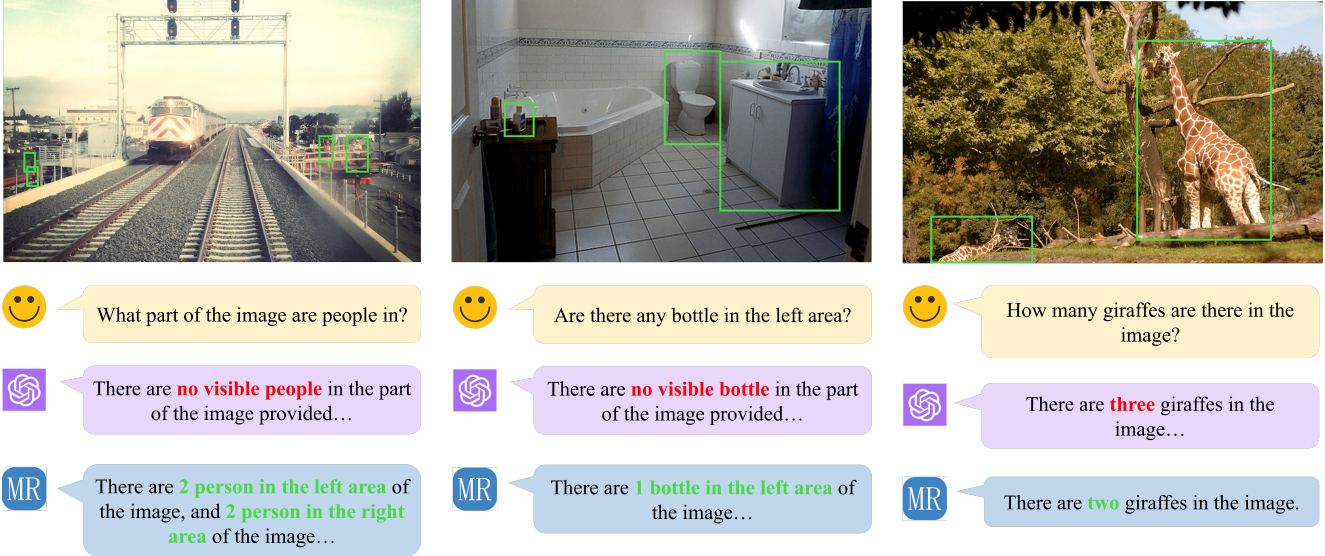 What part of the image are people in?
There are no visible people in the part
of the image provided…
MR
There are 2 person in the left area of
the image, and 2 person in the right
area of the image…
Are there any bottle in the left area?
There are no visible bottle in the part
of the image provided…
MR
There are 1 bottle in the left area of
the image…
How many giraffes are there in the
image?
There are three giraffes in the
image…
MR
There are two giraffes in the image.